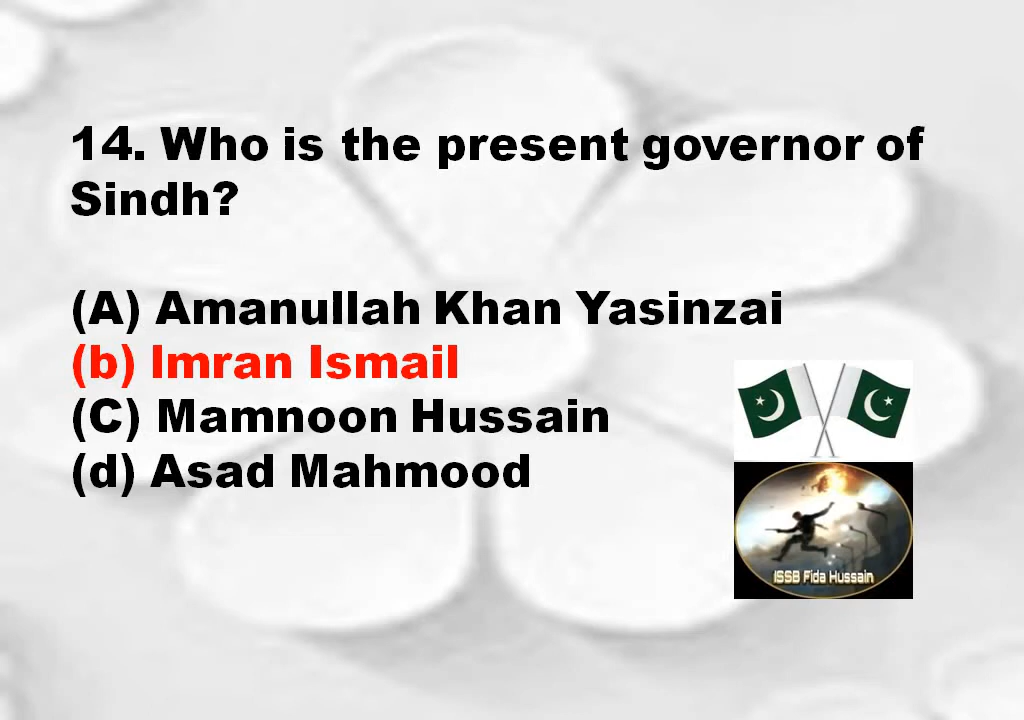 14. Who is the present governor of
Sindh?
(A) Amanullah Khan Yasinzai
(b) Imran Ismail
(C) Mamnoon Hussain
(d) Asad Mahmood
ISSB Fida Hussain